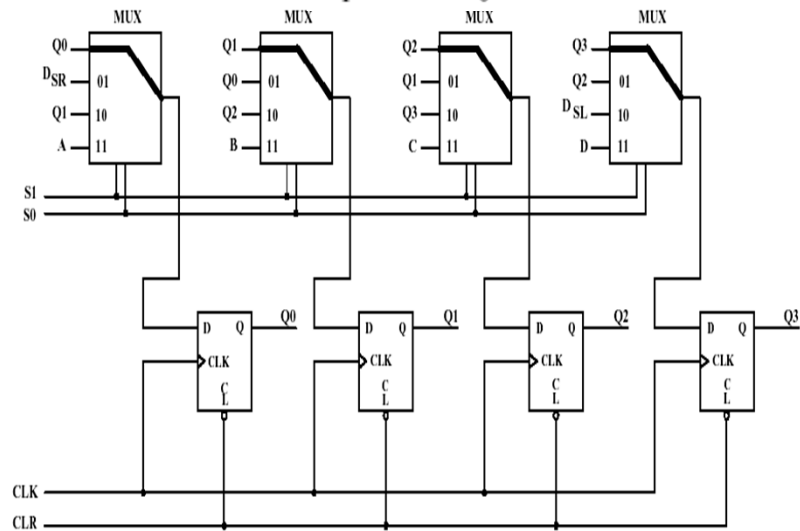 MUX MUX MUX MUX
Q0 Q1 Q2 Q3
DSR 01 Q0 01 Q1 01 Q2 01
Q1 10 Q2 10 Q3 10 DSL 10
A 11 B 11 C 11 D 11
S1
S0
Q0 Q1 Q2 Q3
D Q D Q D Q D Q
CLK CLK CLK CLK
C C C C
L L L L
CLK
CLR